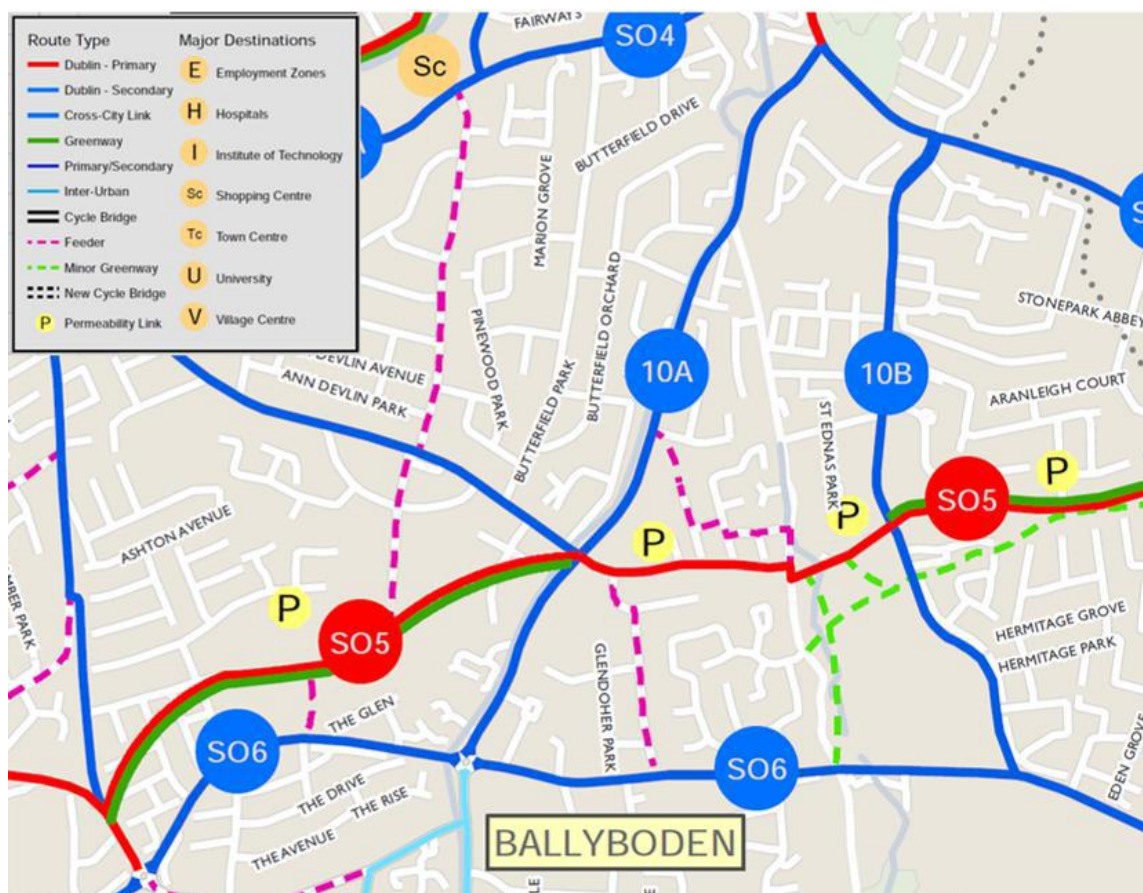 Route Type
Dublin - Primary
Dublin - Secondary
Cross-City Link
Greenway
Primary/Secondary
Inter-Urban
Cycle Bridge
Feeder
Minor Greenway
New Cycle Bridge
P Permeability Link
Major Destinations
E Employment Zones
H Hospitals
I Institute of Technology
Sc Shopping Centre
Tc Town Centre
U University
V Village Centre
FAIRWAYS
SO4
Sc
BUTTERFIELD DRIVE
MARION GROVE
BUTTERFIELD ORCHARD
PINEWOOD PARK
DEVLIN AVENUE
ANN DEVLIN PARK
BUTTERFIELD PARK
10A
10B
STONEPARK ABBEY
ARANLEIGH COURT
ST EDNAS PARK
P
SO5
P
P
ASHTON AVENUE
P
SO5
MBER PARK
HERMITAGE GROVE
HERMITAGE PARK
GLENDOHER PARK
THE GLEN
SO6
SO6
EDEN GROVE
THE DRIVE
THE RISE
THE AVENUE
BALLYBODEN